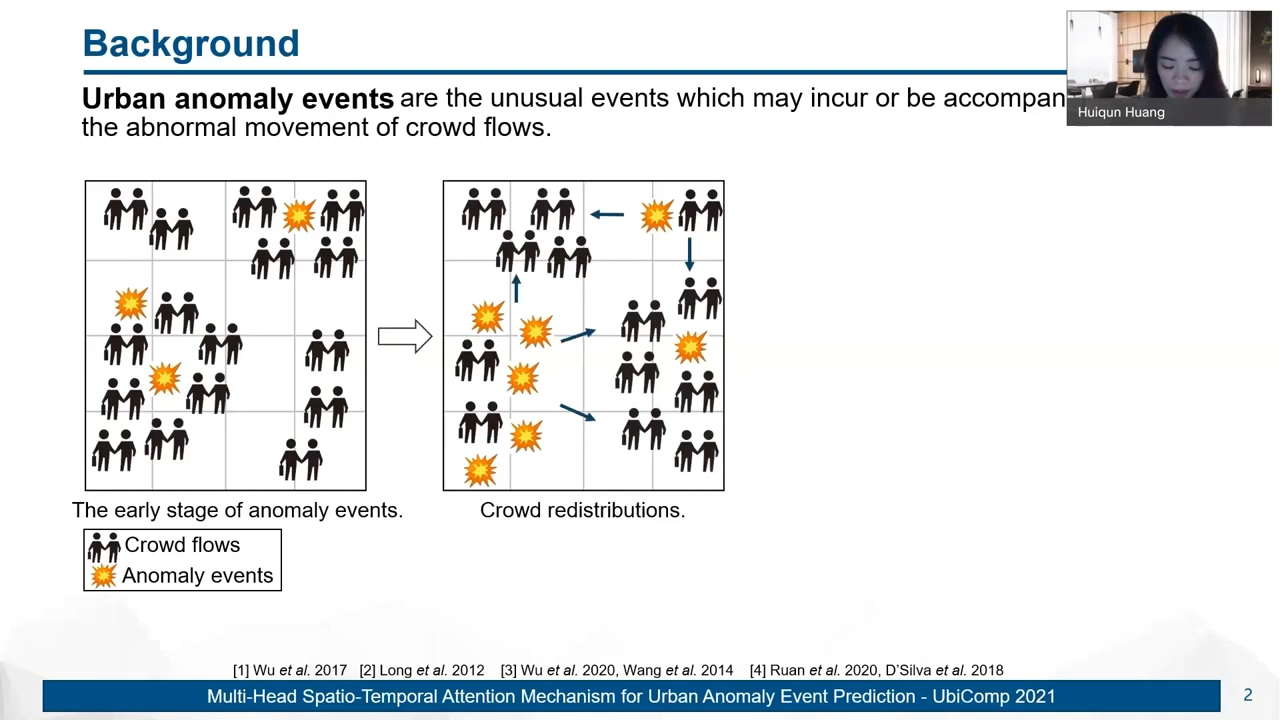 Background
Huiqun Huang
Urban anomaly events are the unusual events which may incur or be accompan
the abnormal movement of crowd flows.
The early stage of anomaly events.
Crowd redistributions.
Crowd flows
Anomaly events
[1] Wu et al. 2017 [2] Long et al. 2012 [3] Wu et al. 2020, Wang et al. 2014 [4] Ruan et al. 2020, D'Silva et al. 2018
Multi-Head Spatio-Temporal Attention Mechanism for Urban Anomaly Event Prediction - UbiComp 2021
2